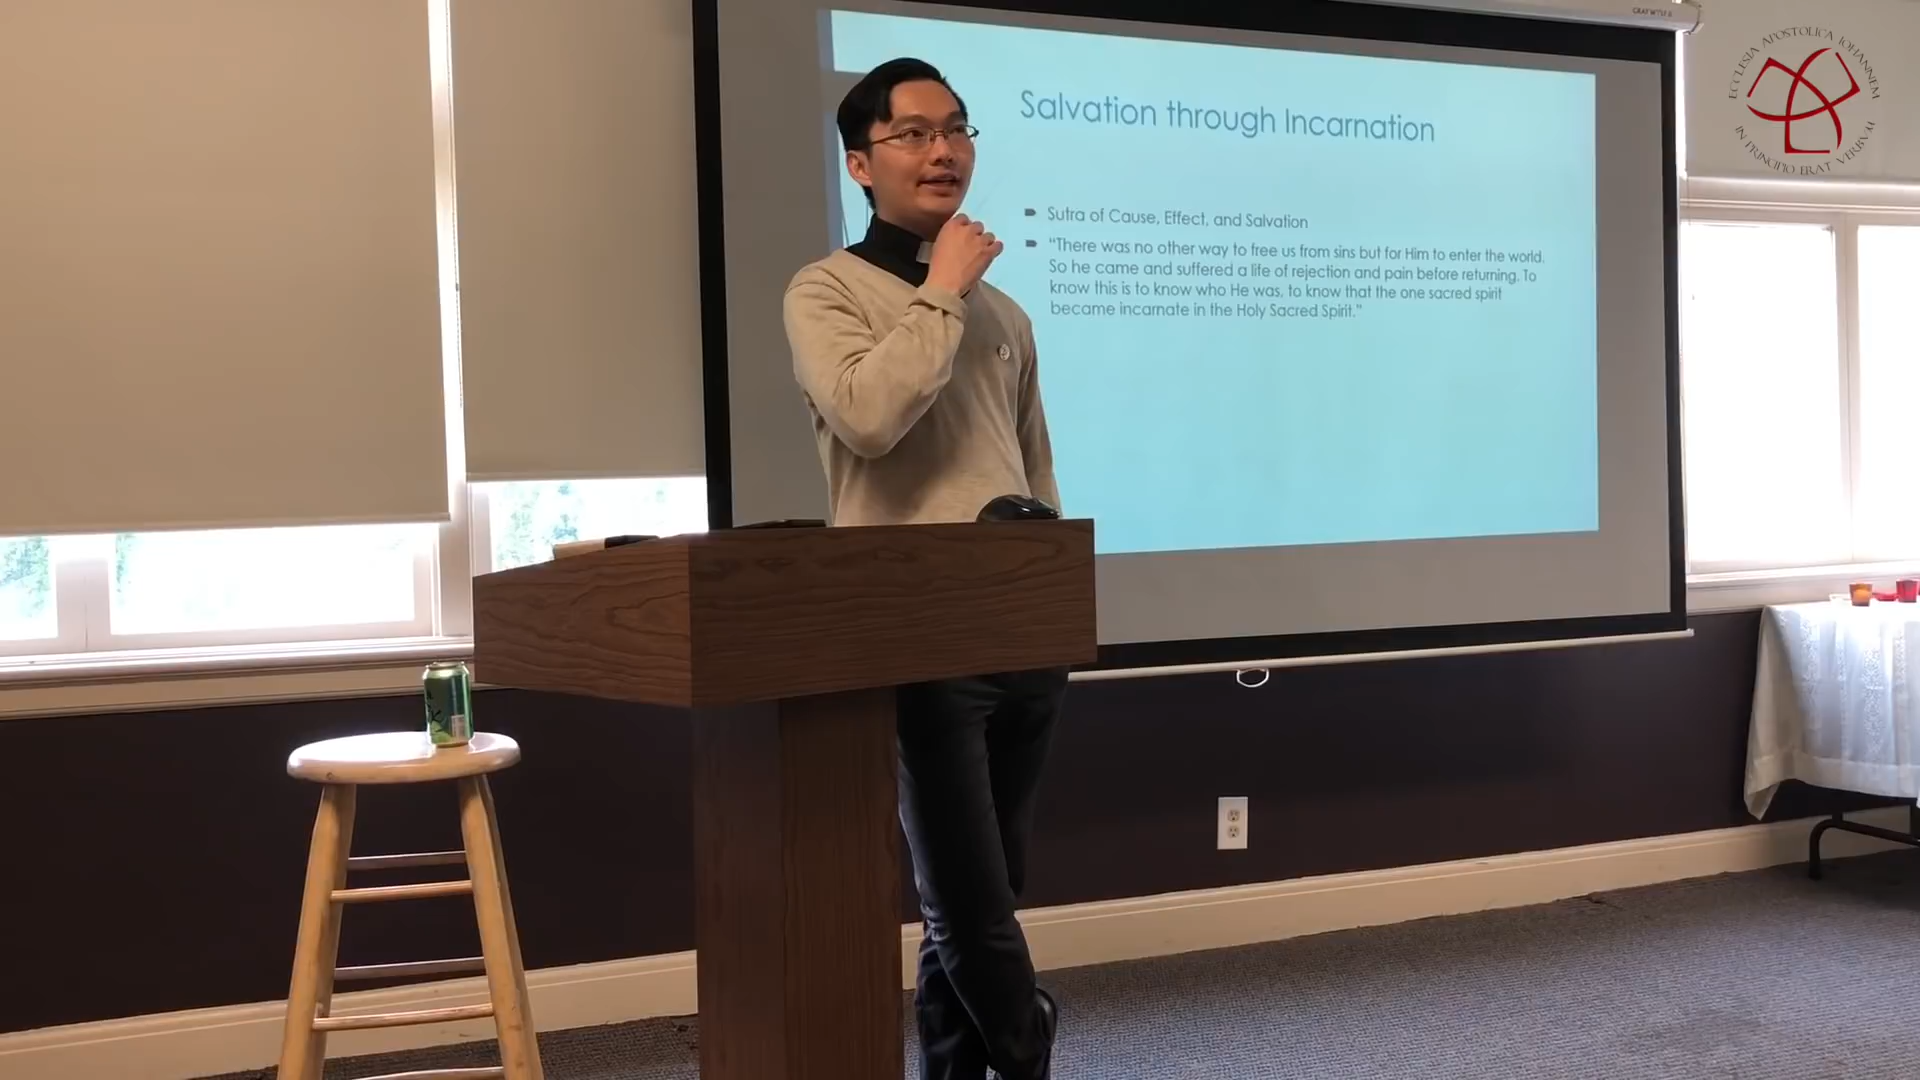 Salvation through Incarnation
Sutra of Cause, Effect, and Salvation
"There was no other way to free us from sins but for Him to enter the world.
So he came and suffered a life of rejection and pain before returning. To
know this is to know who He was, to know that the one sacred spirit
became incarnate in the Holy Sacred Spirit."
ECCLESIA APOSTOLICA IOHANNEM
IN PRINCIPIO ERAT VERBVM